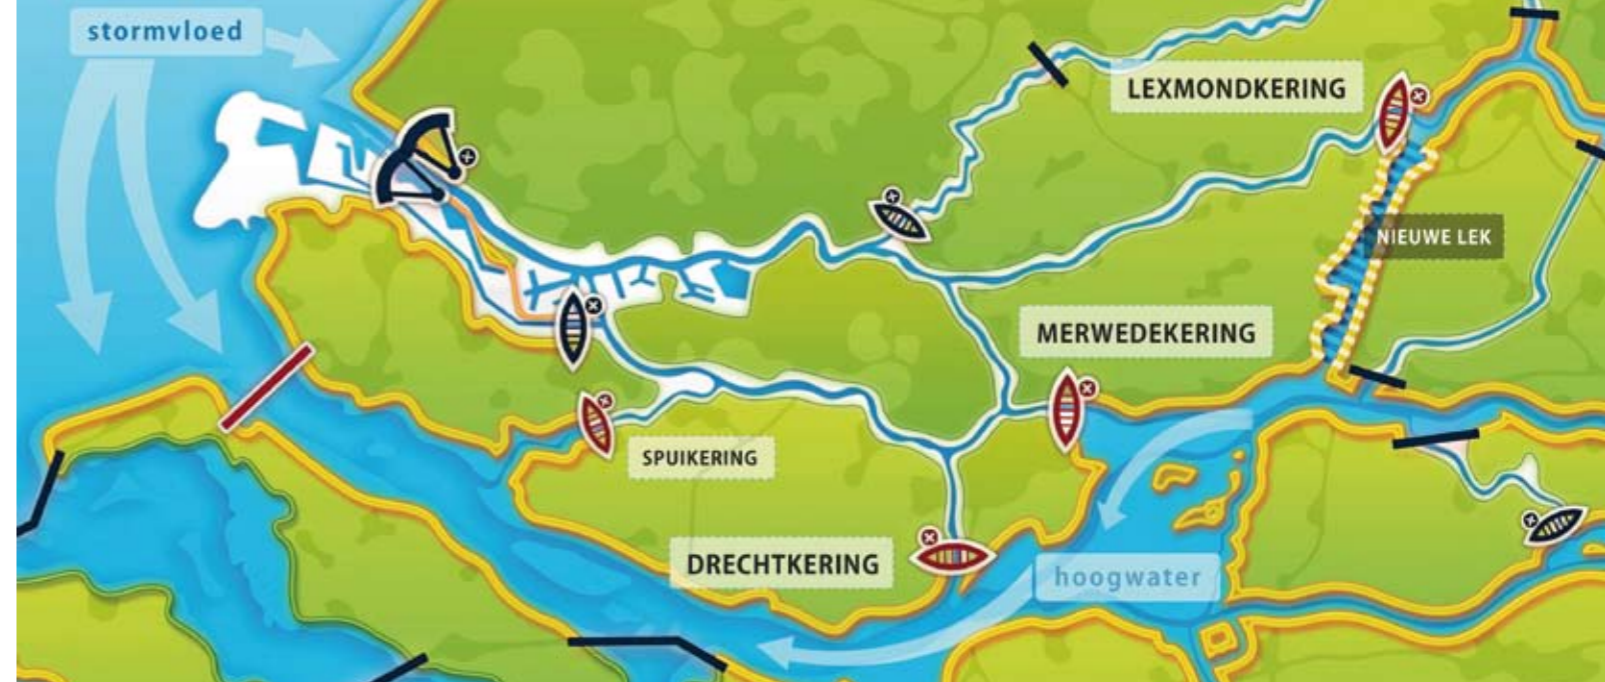 stormvloed
LEXMONDKERING
NIEUWE LEK
MERWEDEKERING
SPUIKERING
DRECHTKERING
hoogwater